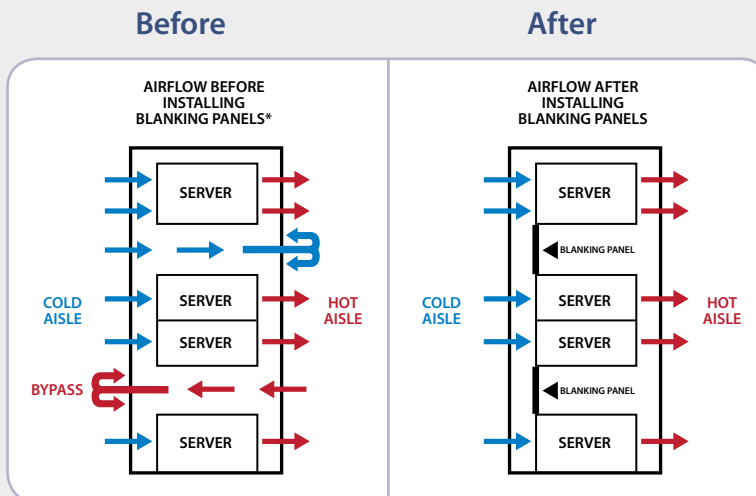 Before
After
AIRFLOW BEFORE
INSTALLING
BLANKING PANELS*
SERVER
SERVER
SERVER
SERVER
COLD
AISLE
HOT
AISLE
BYPASS
AIRFLOW AFTER
INSTALLING
BLANKING PANELS
SERVER
BLANKING PANEL
SERVER
SERVER
BLANKING PANEL
SERVER
COLD
AISLE
HOT
AISLE